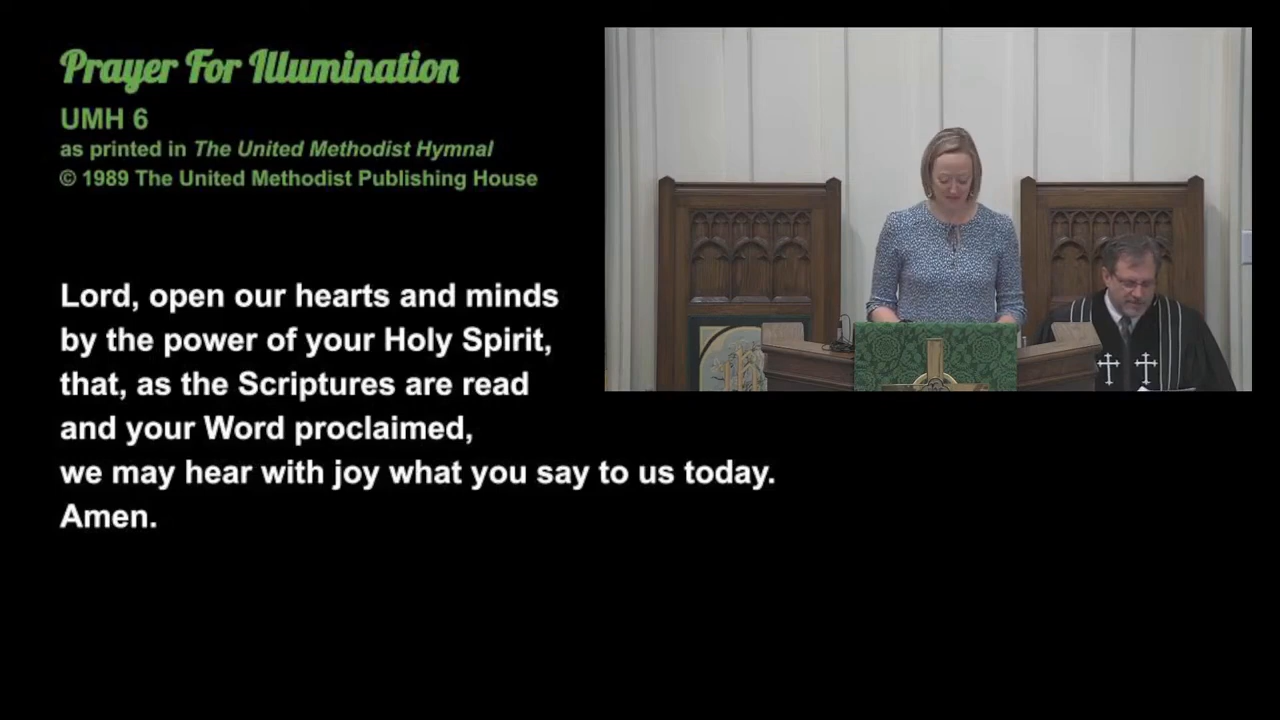 Prayer For Illumination
UMH 6
as printed in The United Methodist Hymnal
© 1989 The United Methodist Publishing House
Lord, open our hearts and minds
by the power of your Holy Spirit,
that, as the Scriptures are read
and your Word proclaimed,
we may hear with joy what you say to us today.
Amen.